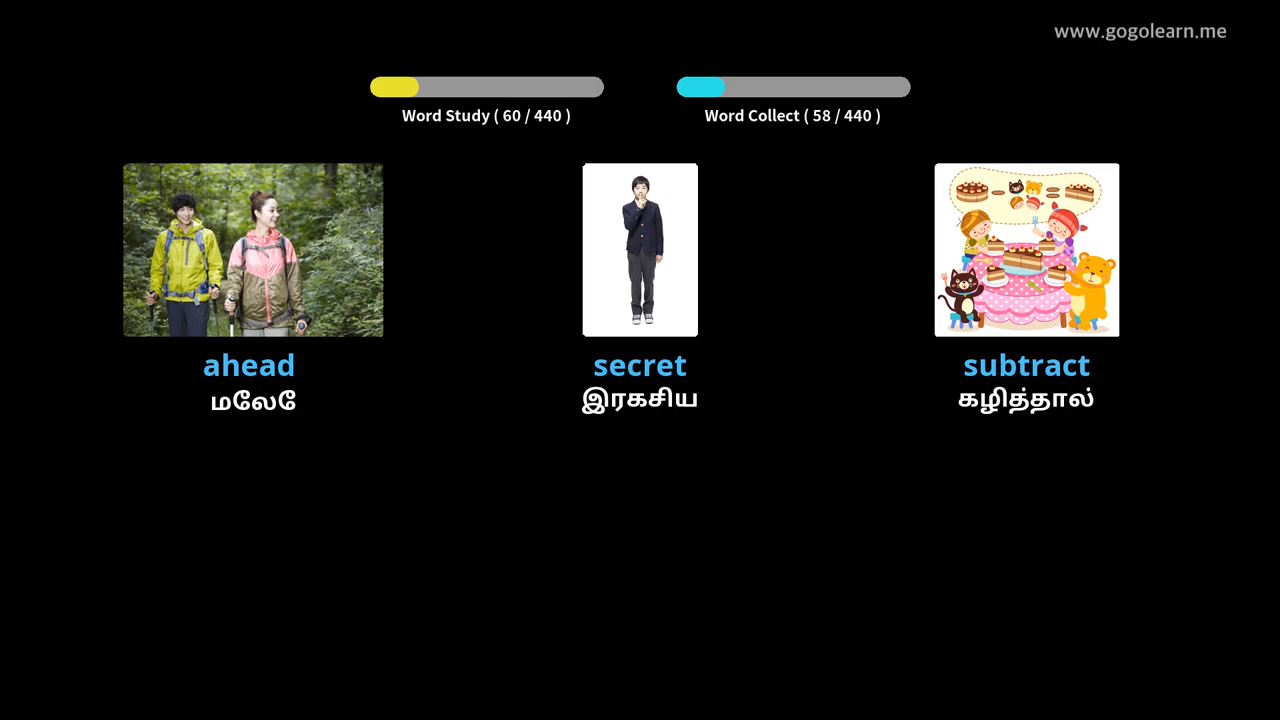 www.gogolearn.me
Word Study ( 60 / 440 )
Word Collect ( 58 / 440 )
ahead
மலேே
secret
இரகசிய
subtract
கழித்தால்